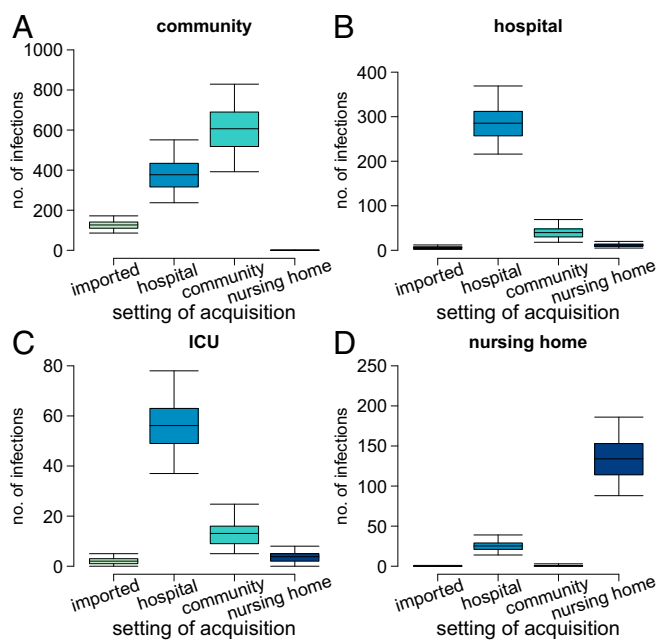 A community
no. of infections
1000
800
600
400
200
0
imported hospital community nursing home
setting of acquisition
B hospital
no. of infections
400
300
200
100
0
imported hospital community nursing home
setting of acquisition
C ICU
no. of infections
80
60
40
20
0
imported hospital community nursing home
setting of acquisition
D nursing home
no. of infections
250
200
150
100
50
0
imported hospital community nursing home
setting of acquisition